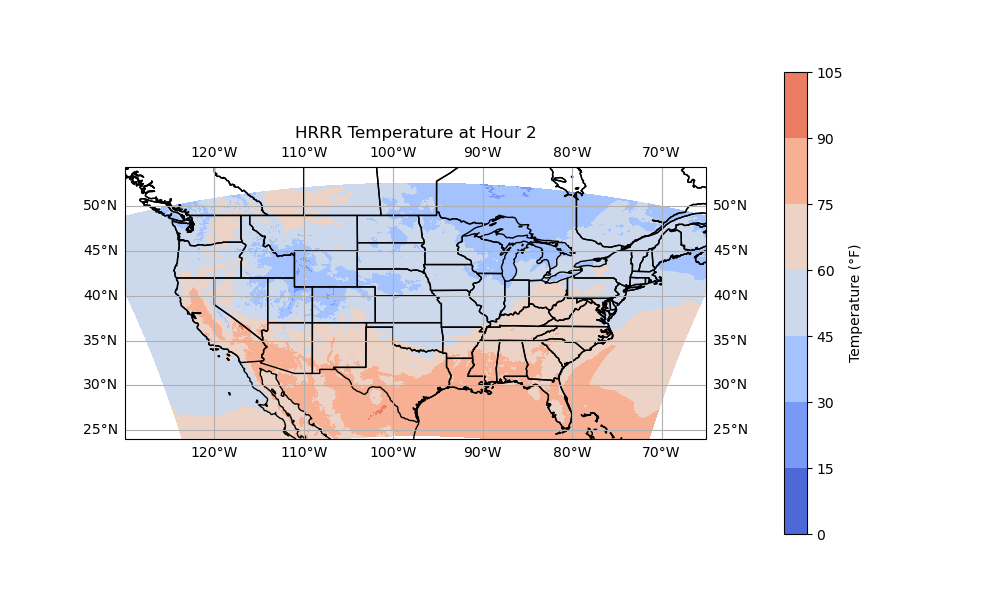 HRRR Temperature at Hour 2
120°W 110°W 100°W 90°W 80°W 70°W
50°N 50°N
45°N 45°N
40°N 40°N
35°N 35°N
30°N 30°N
25°N 25°N
120°W 110°W 100°W 90°W 80°W 70°W
105
90
75
60
45
30
15
0
Temperature (°F)